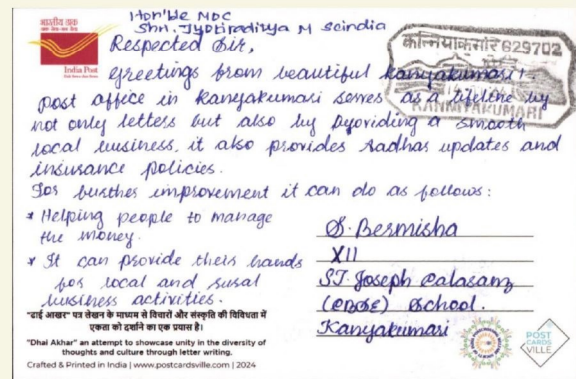 भारतीय डाक
India Post
Hon'ble MOC
Shri. Jyotiraditya M Scindia
Respected Sir,
Greetings from beautiful Kanyakumari!
Post office in Kanyakumari serves as a lifeline by
not only letters but also by providing a smooth
local business. it also provides Aadhar updates and
insurance policies.
For further improvement it can do as follows:
* Helping people to manage
the money.
* It can provide their hands
for local and rural
business activities.
कन्नियाकुमारि 629702
KANNIYAKUMARI
S. Bermisha
XII
ST. Joseph Calasanz
(CBSE) School.
Kanyakumari
"ढाई आखर" पत्र लेखन के माध्यम से विचारों और संस्कृति की विविधता में
एकता को दर्शाने का एक प्रयास है।
"Dhai Akhar" an attempt to showcase unity in the diversity of
thoughts and culture through letter writing.
Crafted & Printed in India | www.postcardsville.com | 2024
POST
CARDS
VILLE